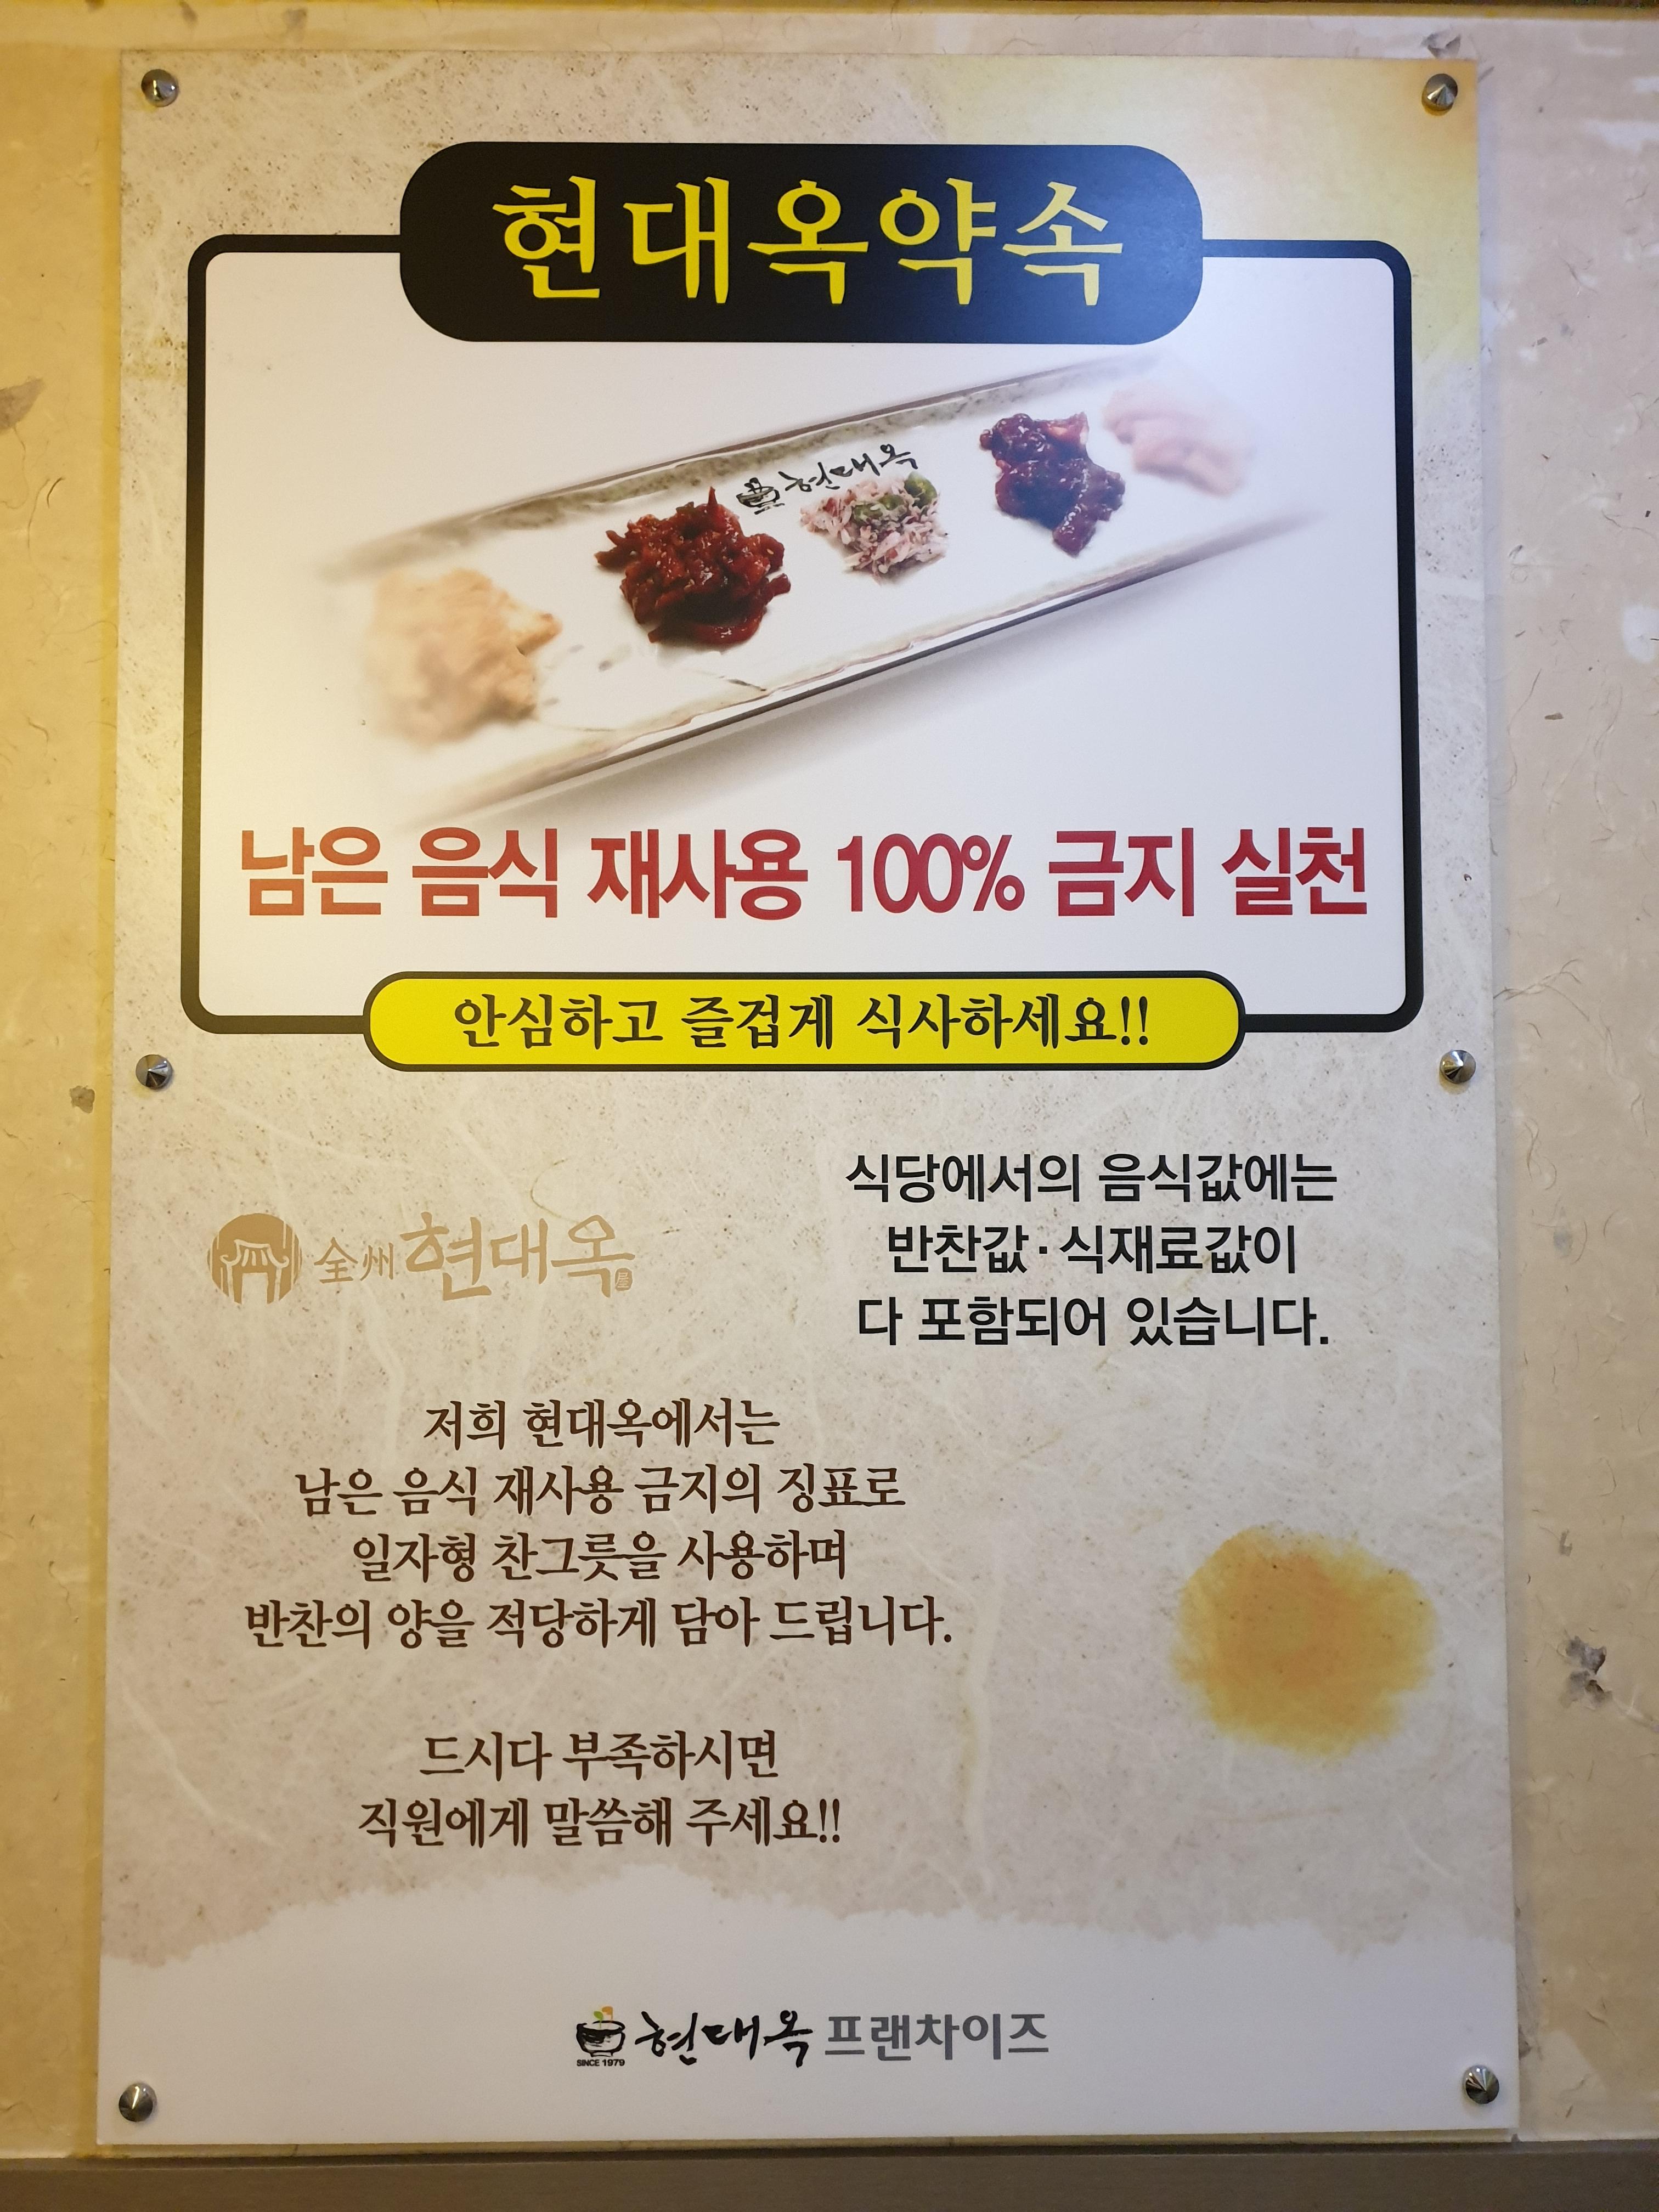 현대옥약속
현대옥
남은 음식 재사용 100% 금지 실천
안심하고 즐겁게 식사하세요!!
식당에서의 음식값에는
반찬값·식재료값이
다 포함되어 있습니다.
全州 현대옥 屋
저희 현대옥에서는
남은 음식 재사용 금지의 징표로
일자형 찬그릇을 사용하며
반찬의 양을 적당하게 담아 드립니다.
드시다 부족하시면
직원에게 말씀해 주세요!!
SINCE 1979 현대옥 프랜차이즈